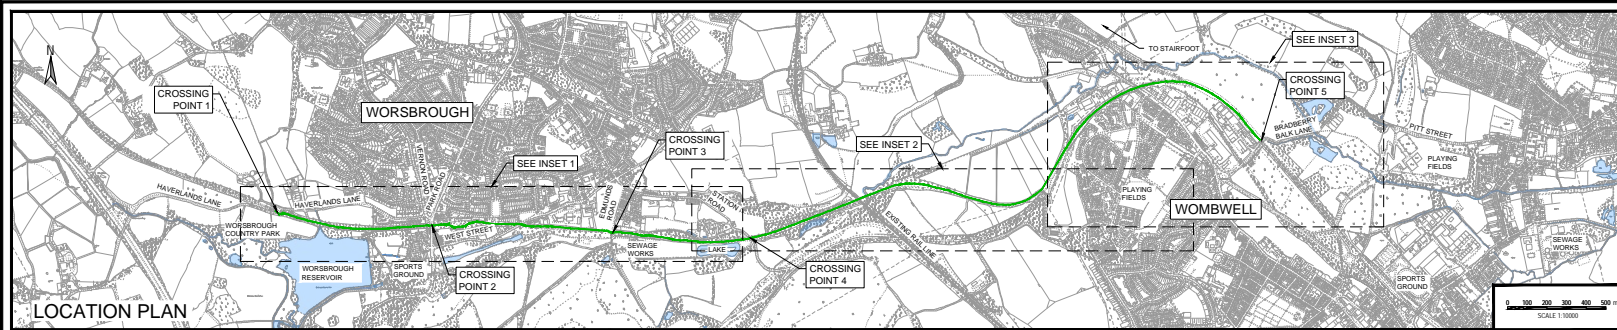 N
CROSSING
POINT 1
WORSBROUGH
VERNON ROAD
PARK ROAD
SEE INSET 1
HAVERLANDS LANE
HAVERLANDS LANE
WORSBROUGH
COUNTRY PARK
WORSBROUGH
RESERVOIR
SPORTS
GROUND
WEST STREET
CROSSING
POINT 2
EDMUNDS
ROAD
CROSSING
POINT 3
SEWAGE
WORKS
STATION
ROAD
LAKE
CROSSING
POINT 4
SEE INSET 2
EXISTING RAIL LINE
TO STAIRFOOT
SEE INSET 3
CROSSING
POINT 5
BRADBERRY
BALK LANE
PITT STREET
PLAYING
FIELDS
PLAYING
FIELDS
WOMBWELL
SEWAGE
WORKS
SPORTS
GROUND
LOCATION PLAN
0 100 200 300 400 500 m
SCALE 1:10000